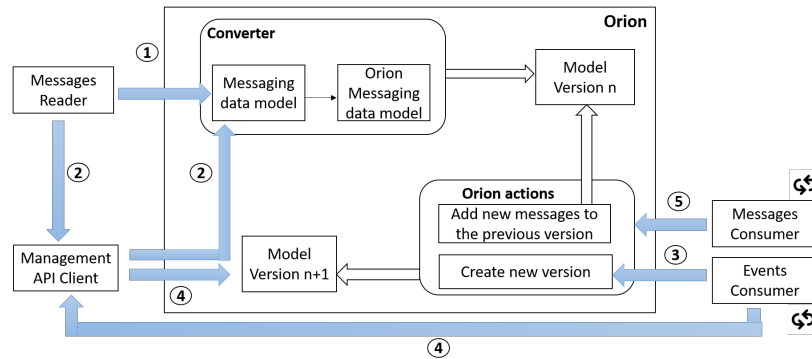 Orion
Converter
①
Messages
Reader
Messaging
data model
Orion
Messaging
data model
Model
Version n
②
②
Orion actions
Add new messages to
the previous version
Create new version
⑤
Messages
Consumer
③
Events
Consumer
Management
API Client
④
Model
Version n+1
④